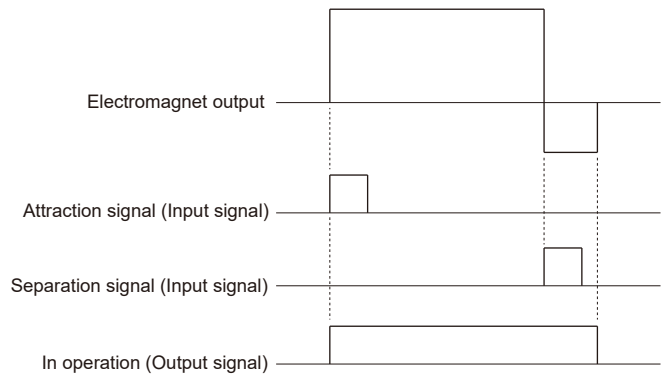 Electromagnet output
Attraction signal (Input signal)
Separation signal (Input signal)
In operation (Output signal)